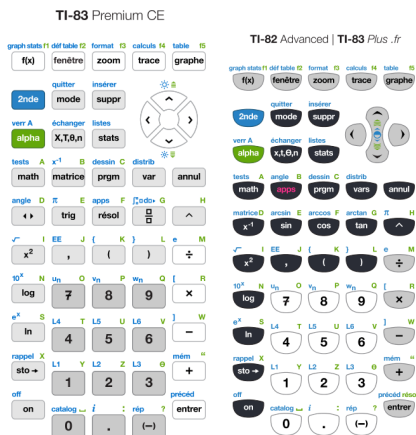 TI-83 Premium CE
graph stats f1 déf table f2 format f3 calculs f4 table f5
f(x) fenêtre zoom trace graphe
quitter insérer
2nde mode suppr
verr A échanger listes
alpha X,T,θ,n stats
tests A x⁻¹ B dessin C distrib
math matrice prgm var annul
angle D π E apps F G H
trig résol ^
√ I EE J { K } L e M
x² , ( ) ÷
10ˣ N uₙ O vₙ P wₙ Q [ R
log 7 8 9 ×
eˣ S L4 T L5 U L6 V ] W
ln 4 5 6 −
rappel X L1 Y L2 Z L3 θ mém "
sto→ 1 2 3 +
off catalog i : rép ? précéd
on 0 . (−) entrer
TI-82 Advanced | TI-83 Plus .fr
graph stats f1 déf table f2 format f3 calculs f4 table f5
f(x) fenêtre zoom trace graphe
quitter insérer
2nde mode suppr
verr A échanger listes
alpha x,t,θ,n stats
tests A angle B dessin C distrib
math apps prgm vars annul
matrice D arcsin E arccos F arctan G π H
x⁻¹ sin cos tan ^
√ I EE J { K } L e M
x² , ( ) ÷
10ˣ N uₙ O vₙ P wₙ Q [ R
log 7 8 9 ×
eˣ S L4 T L5 U L6 V ] W
ln 4 5 6 −
rappel X L1 Y L2 Z L3 θ mém "
sto→ 1 2 3 +
off catalog i : rép ? précéd réso
on 0 . (−) entrer